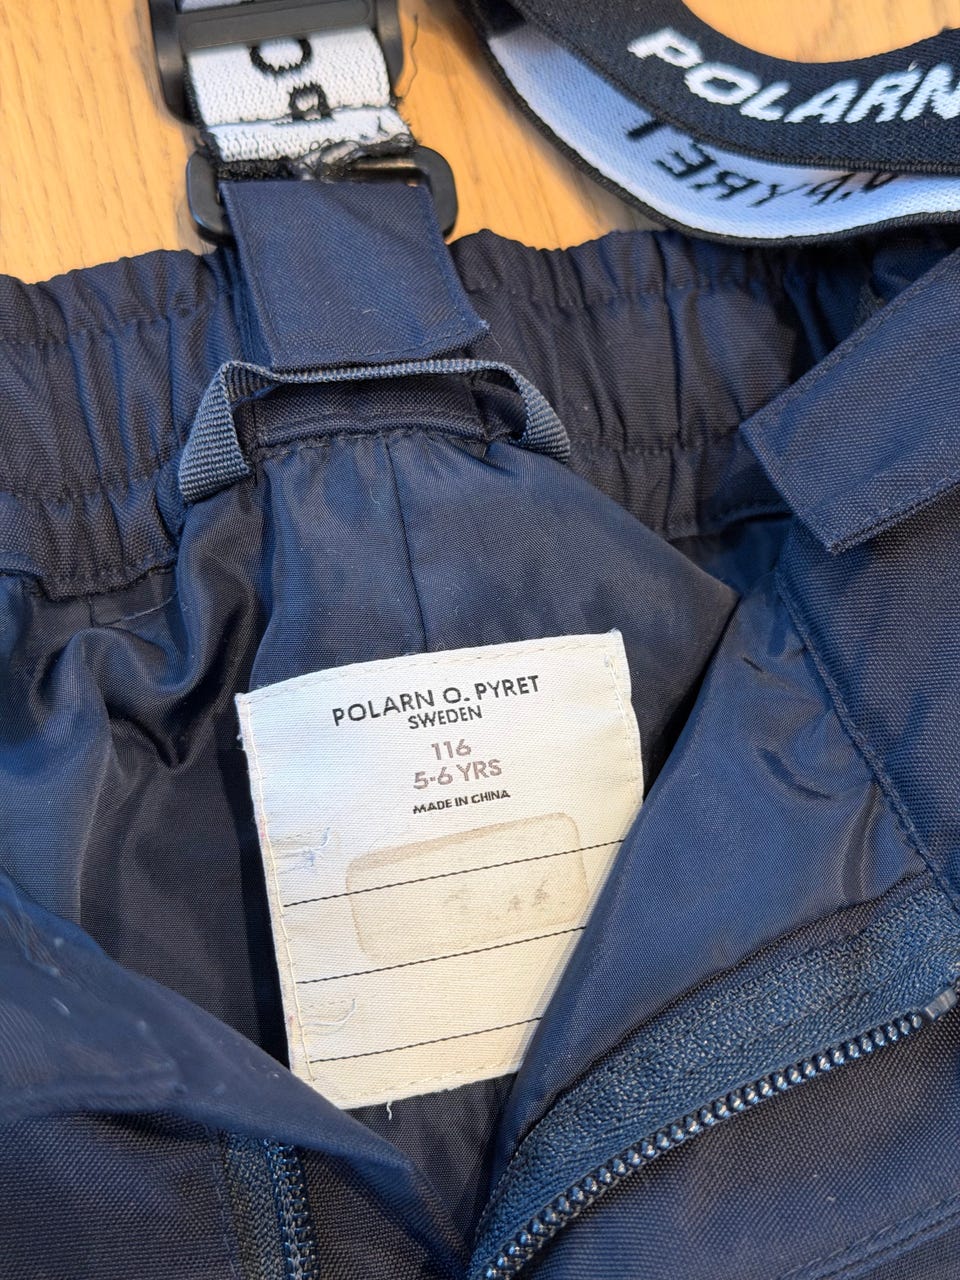 O. P
POLARN
. PYRET
POLARN O. PYRET
SWEDEN
116
5-6 YRS
MADE IN CHINA